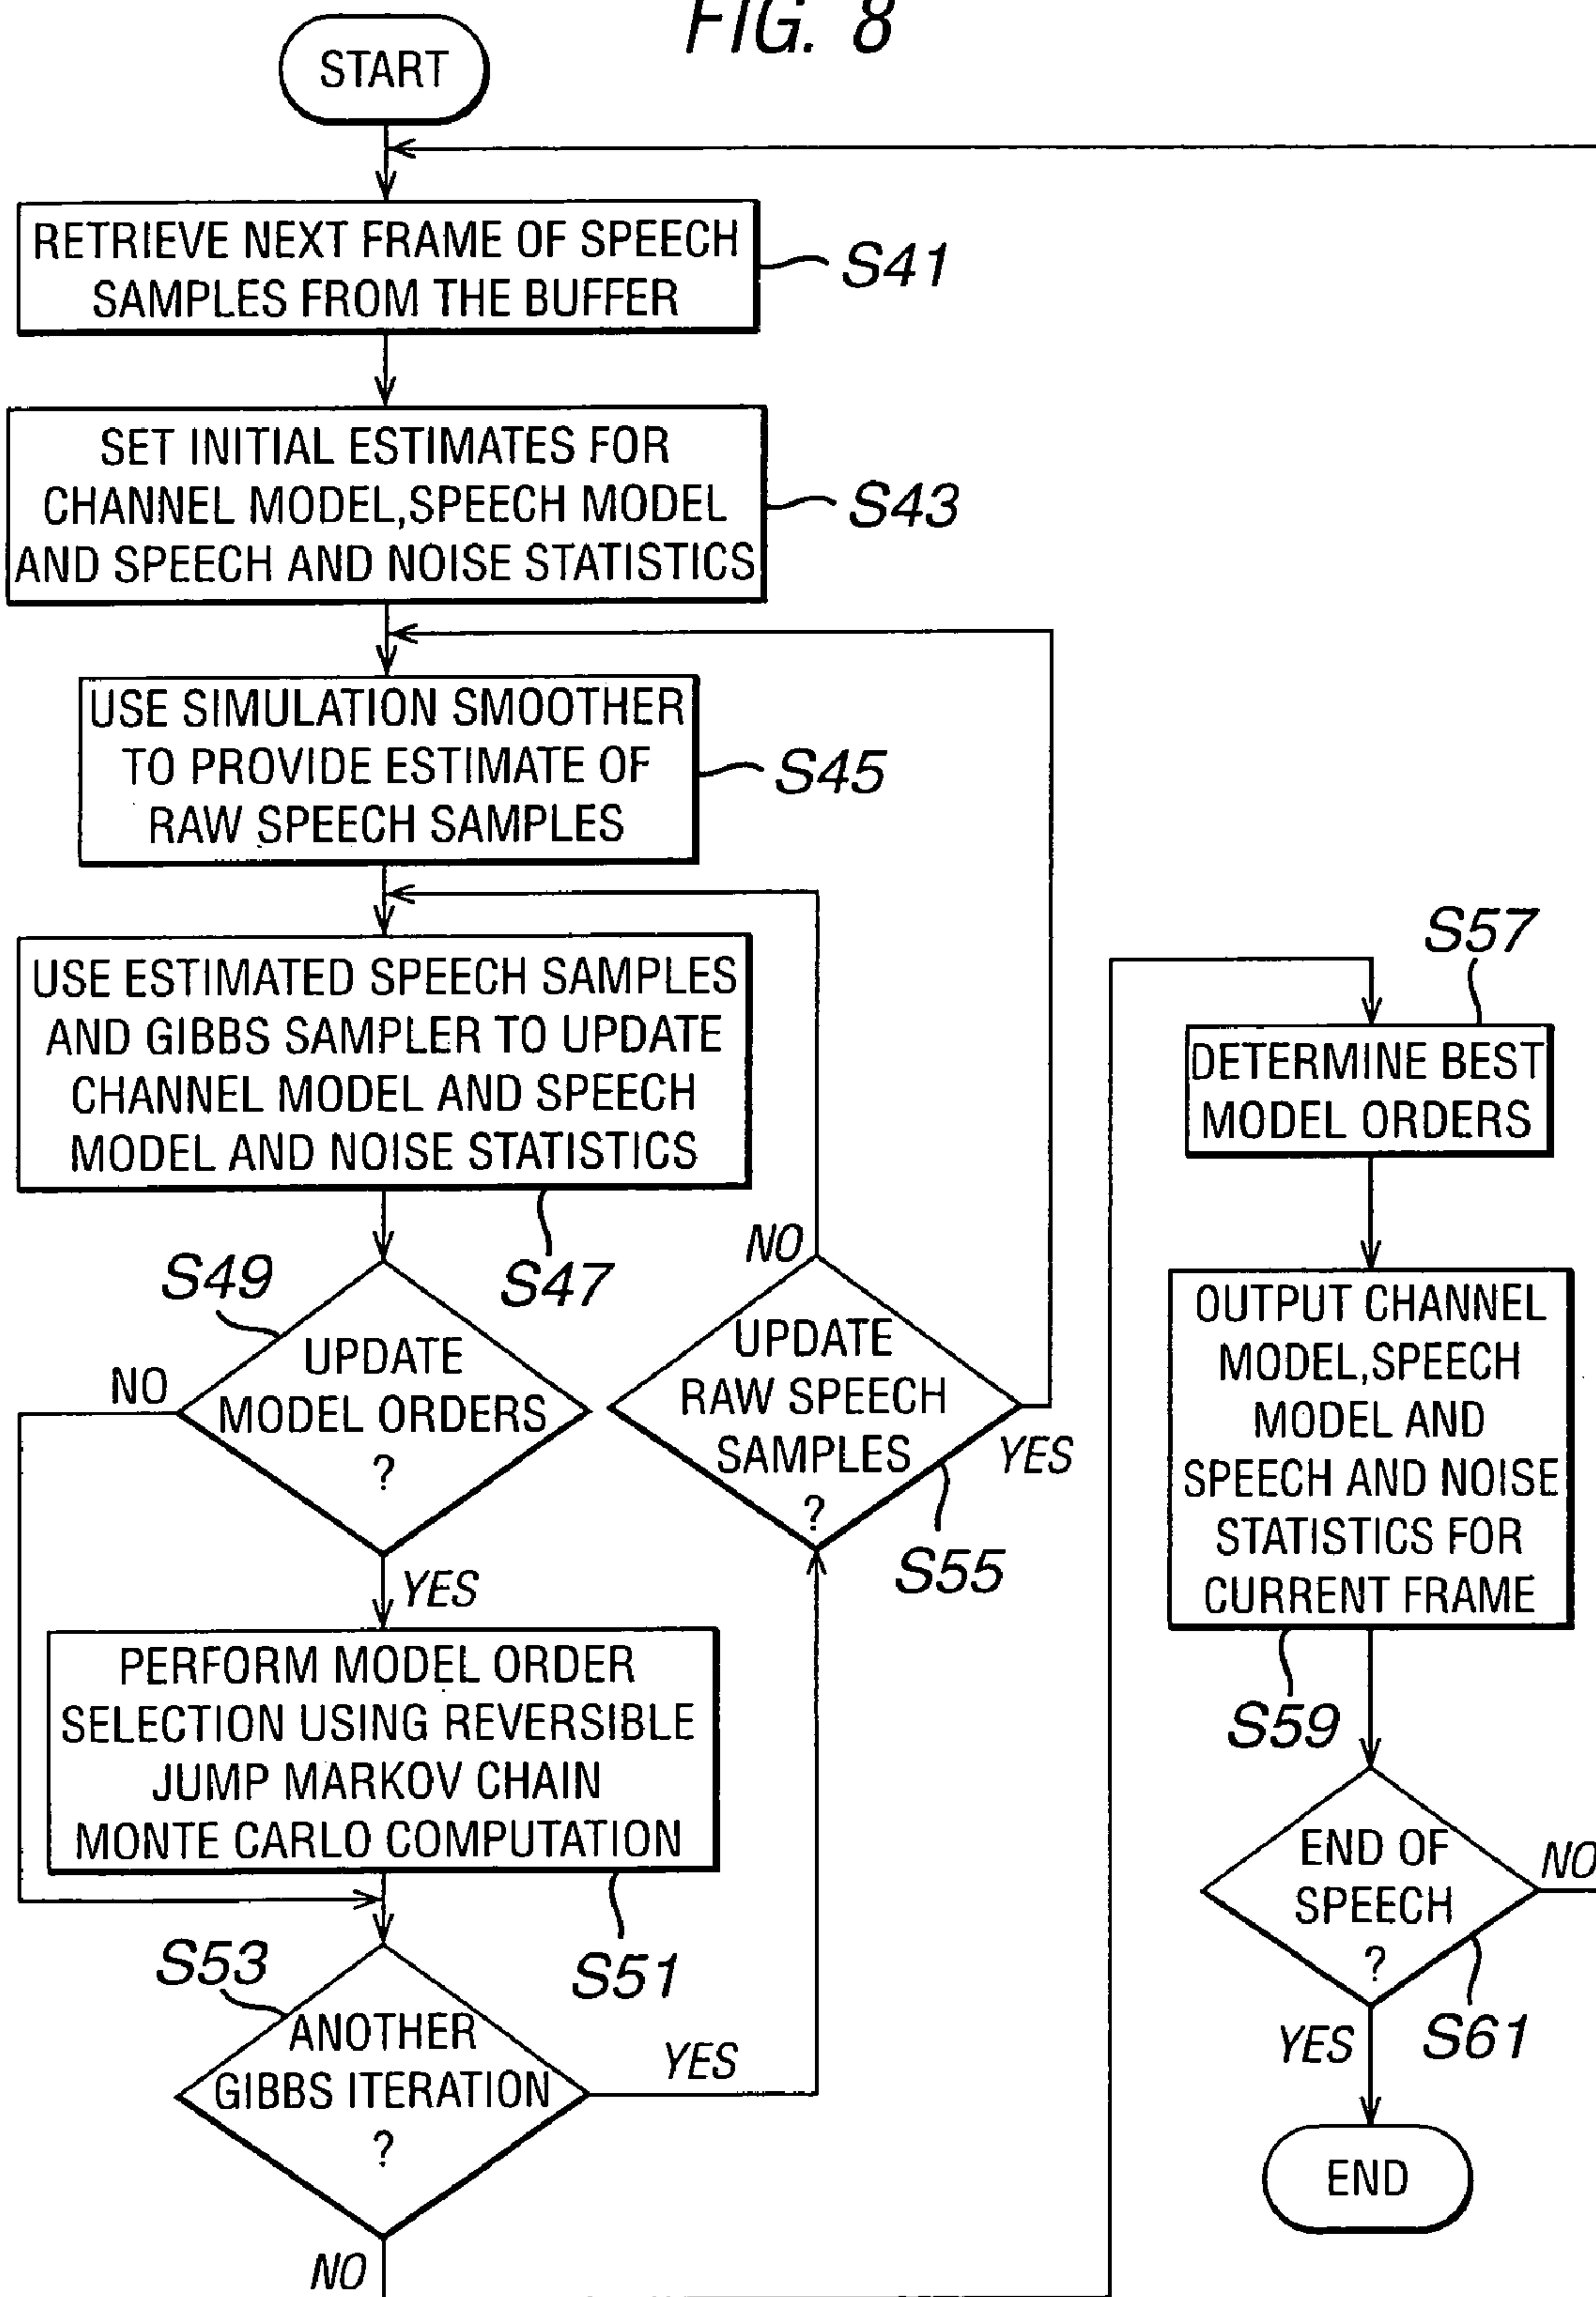 FIG. 8
START
RETRIEVE NEXT FRAME OF SPEECH
SAMPLES FROM THE BUFFER
S41
SET INITIAL ESTIMATES FOR
CHANNEL MODEL,SPEECH MODEL
AND SPEECH AND NOISE STATISTICS
S43
USE SIMULATION SMOOTHER
TO PROVIDE ESTIMATE OF
RAW SPEECH SAMPLES
S45
USE ESTIMATED SPEECH SAMPLES
AND GIBBS SAMPLER TO UPDATE
CHANNEL MODEL AND SPEECH
MODEL AND NOISE STATISTICS
S47
S49
UPDATE
MODEL ORDERS
?
NO
YES
PERFORM MODEL ORDER
SELECTION USING REVERSIBLE
JUMP MARKOV CHAIN
MONTE CARLO COMPUTATION
S51
S53
ANOTHER
GIBBS ITERATION
?
YES
NO
NO
UPDATE
RAW SPEECH
SAMPLES
?
YES
S55
S57
DETERMINE BEST
MODEL ORDERS
OUTPUT CHANNEL
MODEL,SPEECH
MODEL AND
SPEECH AND NOISE
STATISTICS FOR
CURRENT FRAME
S59
END OF
SPEECH
?
NO
YES
S61
END